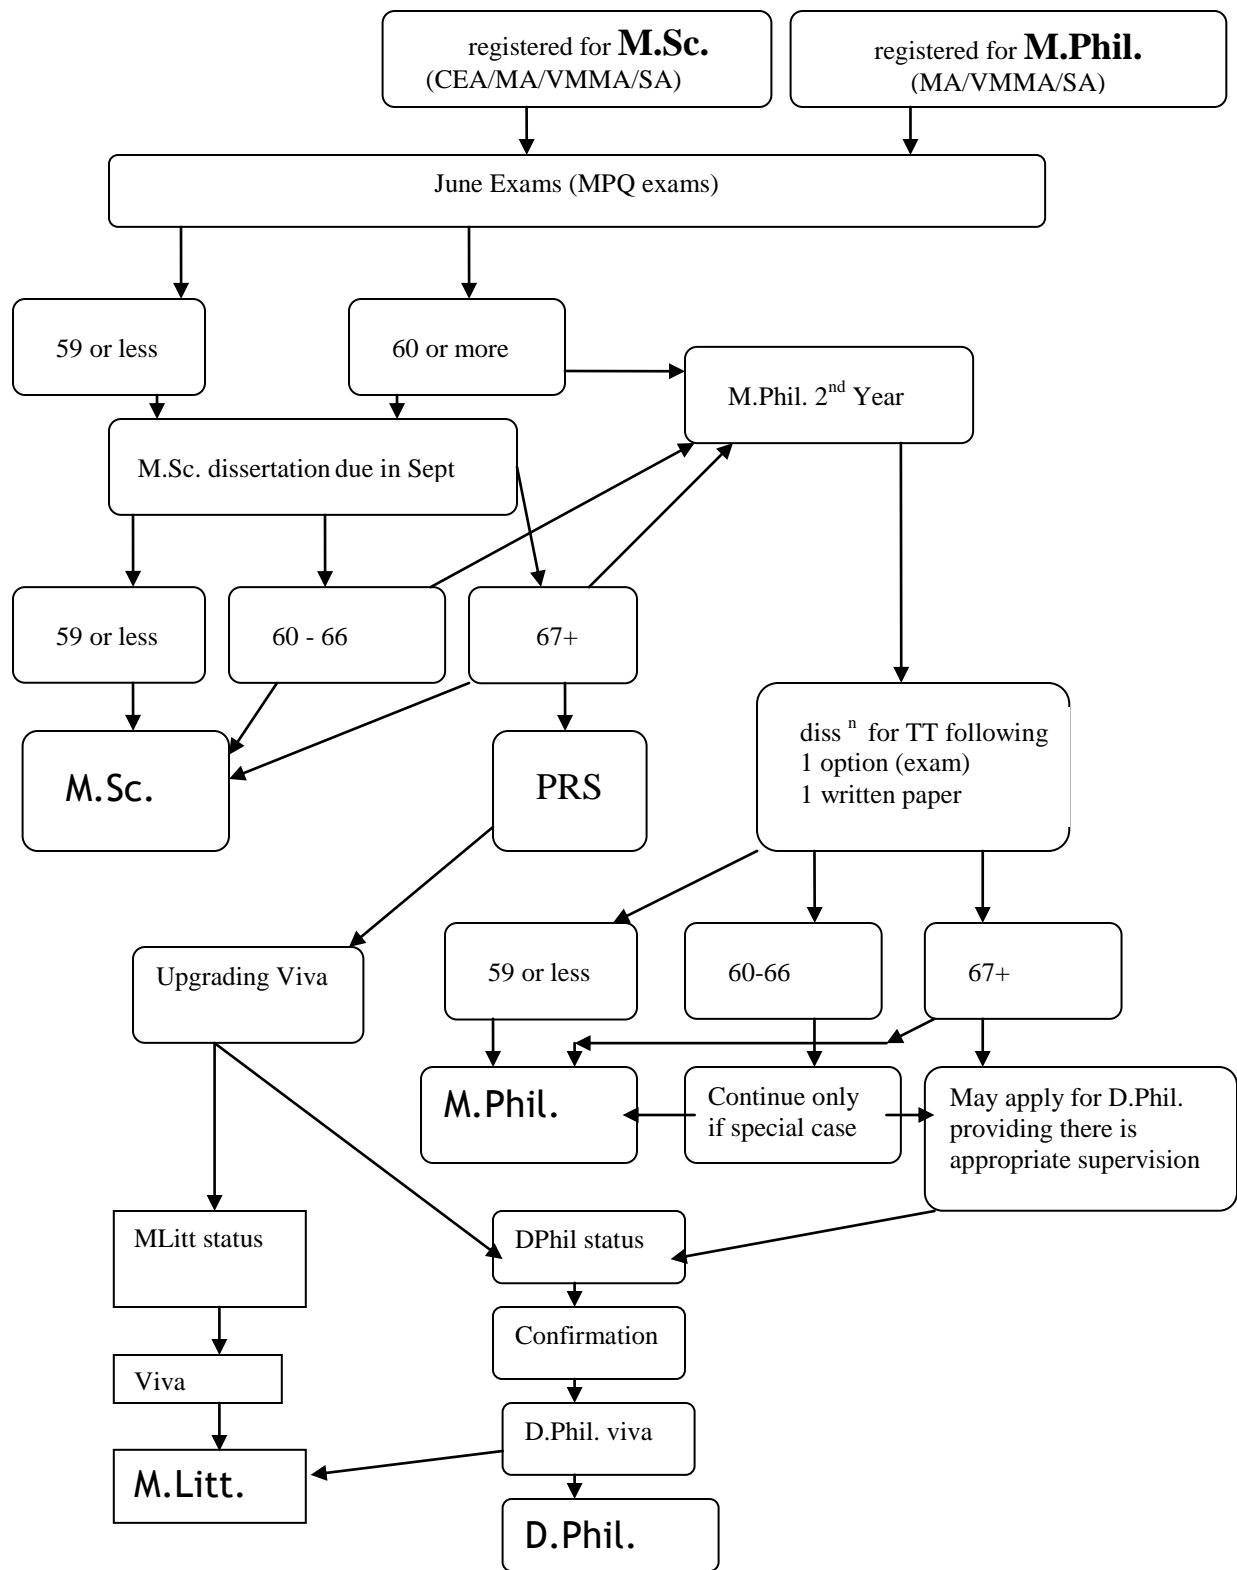 registered for M.Sc.
(CEA/MA/VMMA/SA)
registered for M.Phil.
(MA/VMMA/SA)
June Exams (MPQ exams)
59 or less
60 or more
M.Phil. 2nd Year
M.Sc. dissertation due in Sept
59 or less
60 - 66
67+
M.Sc.
PRS
diss n for TT following
1 option (exam)
1 written paper
Upgrading Viva
59 or less
60-66
67+
M.Phil.
Continue only
if special case
May apply for D.Phil.
providing there is
appropriate supervision
MLitt status
DPhil status
Confirmation
Viva
D.Phil. viva
M.Litt.
D.Phil.